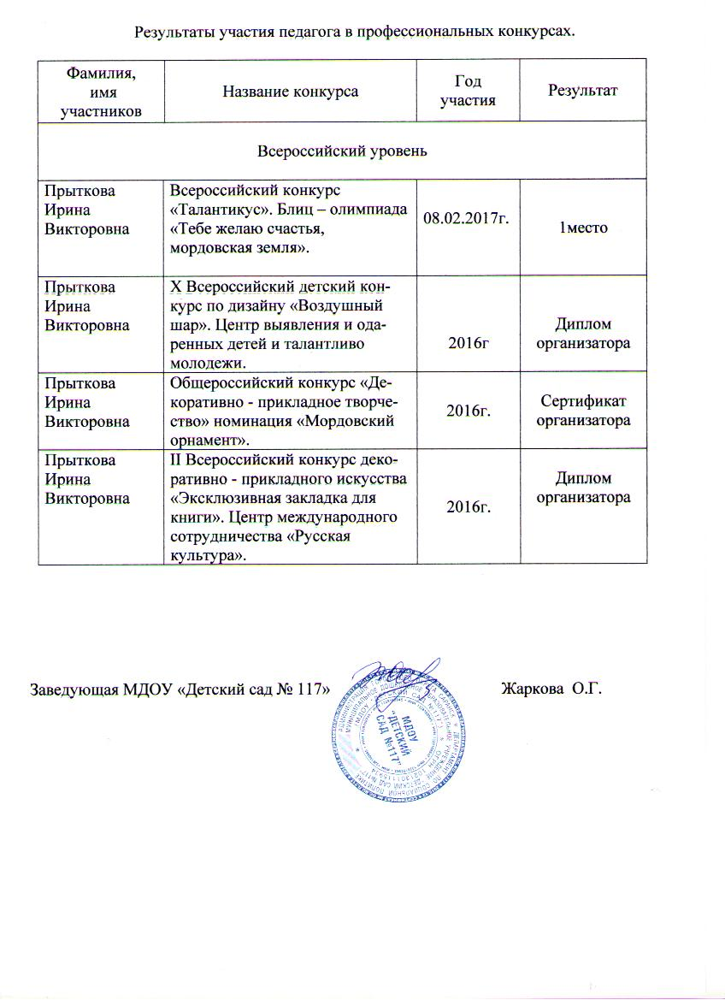 Результаты участия педагога в профессиональных конкурсах.
Фамилия,
имя
участников
Название конкурса
Год
участия
Результат
Всероссийский уровень
Прыткова
Ирина
Викторовна
Всероссийский конкурс
«Талантикус». Блиц – олимпиада
«Тебе желаю счастья,
мордовская земля».
08.02.2017г.
1место
Прыткова
Ирина
Викторовна
X Всероссийский детский кон-
курс по дизайну «Воздушный
шар». Центр выявления и ода-
ренных детей и талантливо
молодежи.
2016г
Диплом
организатора
Прыткова
Ирина
Викторовна
Общероссийский конкурс «Де-
коративно - прикладное творче-
ство» номинация «Мордовский
орнамент».
2016г.
Сертификат
организатора
Прыткова
Ирина
Викторовна
II Всероссийский конкурс деко-
ративно - прикладного искусства
«Эксклюзивная закладка для
книги». Центр международного
сотрудничества «Русская
культура».
2016г.
Диплом
организатора
Заведующая МДОУ «Детский сад № 117»
Жаркова О.Г.
МДОУ
"ДЕТСКИЙ
САД №117"